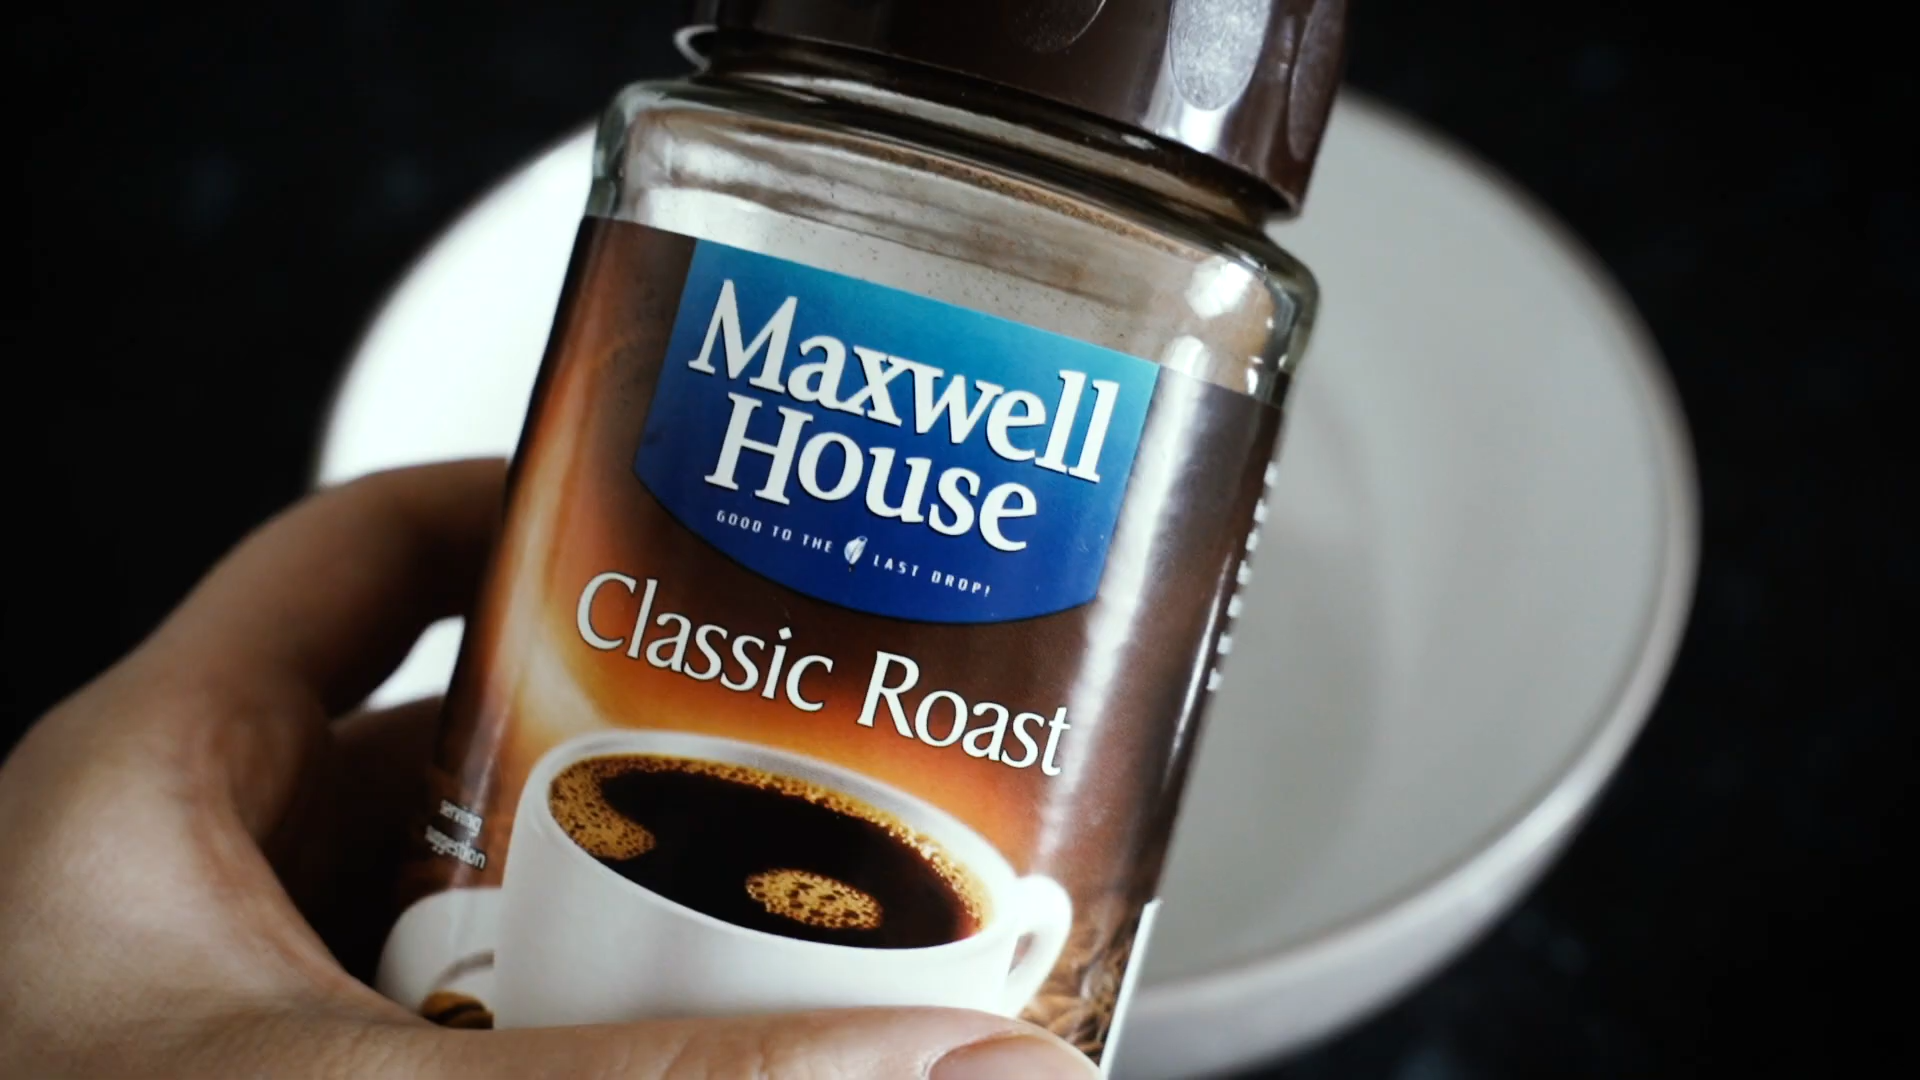 Maxwell
House
GOOD TO THE LAST DROP!
Classic Roast
serving
suggestion